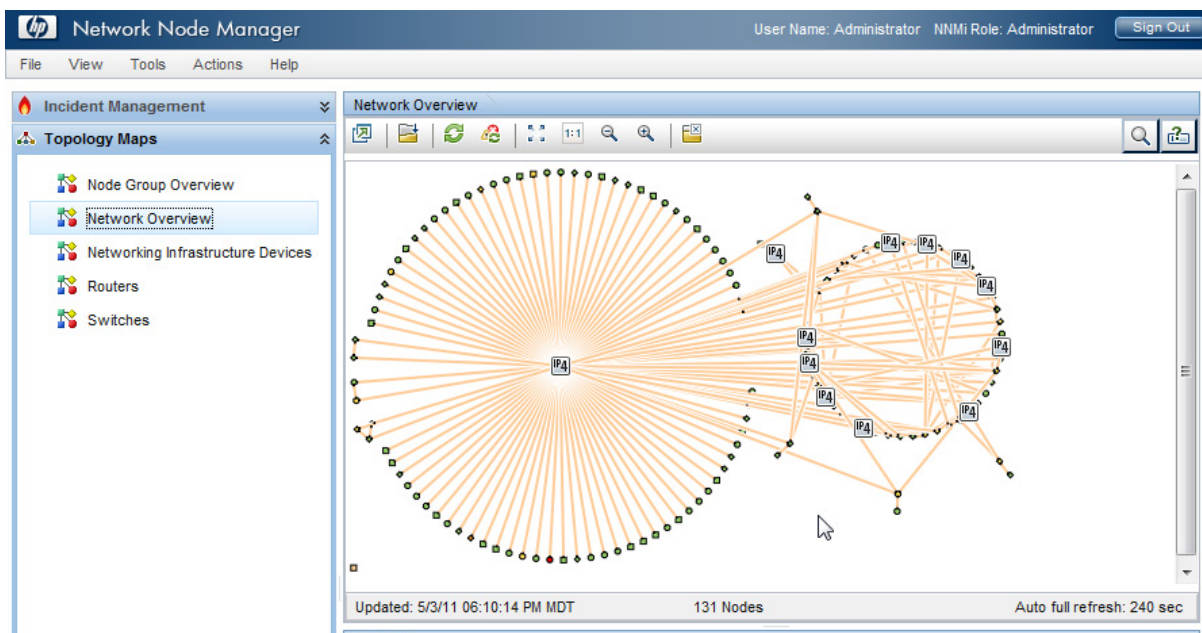 hp Network Node Manager
User Name: Administrator NNMi Role: Administrator Sign Out
File View Tools Actions Help
Incident Management
Topology Maps
Node Group Overview
Network Overview
Networking Infrastructure Devices
Routers
Switches
Network Overview
1:1
IP4
IP4
IP4
IP4
IP4
IP4
IP4
IP4
IP4
IP4
IP4
IP4
Updated: 5/3/11 06:10:14 PM MDT 131 Nodes Auto full refresh: 240 sec